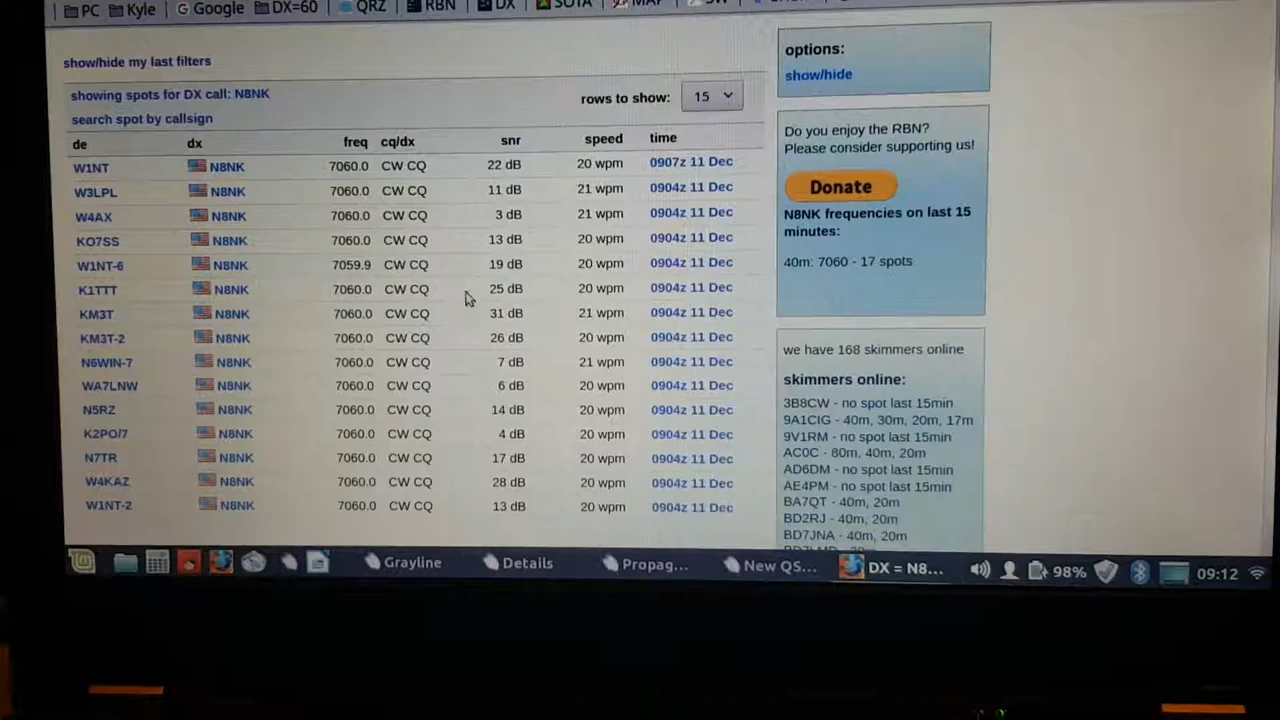 PC Kyle Google DX=60 QRZ RBN DX SOTA MAP
show/hide my last filters
showing spots for DX call: N8NK
rows to show: 15
search spot by callsign
de dx freq cq/dx snr speed time
W1NT N8NK 7060.0 CW CQ 22 dB 20 wpm 0907z 11 Dec
W3LPL N8NK 7060.0 CW CQ 11 dB 21 wpm 0904z 11 Dec
W4AX N8NK 7060.0 CW CQ 3 dB 21 wpm 0904z 11 Dec
KO7SS N8NK 7060.0 CW CQ 13 dB 20 wpm 0904z 11 Dec
W1NT-6 N8NK 7059.9 CW CQ 19 dB 20 wpm 0904z 11 Dec
K1TTT N8NK 7060.0 CW CQ 25 dB 20 wpm 0904z 11 Dec
KM3T N8NK 7060.0 CW CQ 31 dB 21 wpm 0904z 11 Dec
KM3T-2 N8NK 7060.0 CW CQ 26 dB 20 wpm 0904z 11 Dec
N6WIN-7 N8NK 7060.0 CW CQ 7 dB 21 wpm 0904z 11 Dec
WA7LNW N8NK 7060.0 CW CQ 6 dB 20 wpm 0904z 11 Dec
N5RZ N8NK 7060.0 CW CQ 14 dB 20 wpm 0904z 11 Dec
K2PO/7 N8NK 7060.0 CW CQ 4 dB 20 wpm 0904z 11 Dec
N7TR N8NK 7060.0 CW CQ 17 dB 20 wpm 0904z 11 Dec
W4KAZ N8NK 7060.0 CW CQ 28 dB 20 wpm 0904z 11 Dec
W1NT-2 N8NK 7060.0 CW CQ 13 dB 20 wpm 0904z 11 Dec
options:
show/hide
Do you enjoy the RBN?
Please consider supporting us!
Donate
N8NK frequencies on last 15
minutes:
40m: 7060 - 17 spots
we have 168 skimmers online
skimmers online:
3B8CW - no spot last 15min
9A1CIG - 40m, 30m, 20m, 17m
9V1RM - no spot last 15min
AC0C - 80m, 40m, 20m
AD6DM - no spot last 15min
AE4PM - no spot last 15min
BA7QT - 40m, 20m
BD2RJ - 40m, 20m
BD7JNA - 40m, 20m
Grayline Details Propag... New QS... DX = N8... 98% 09:12